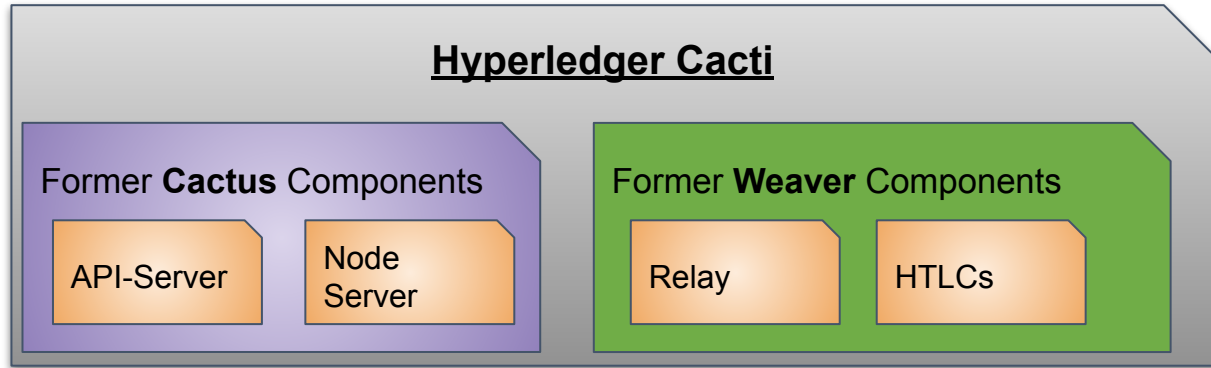 Hyperledger Cacti
Former Cactus Components
Former Weaver Components
API-Server
Node
Server
Relay
HTLCs